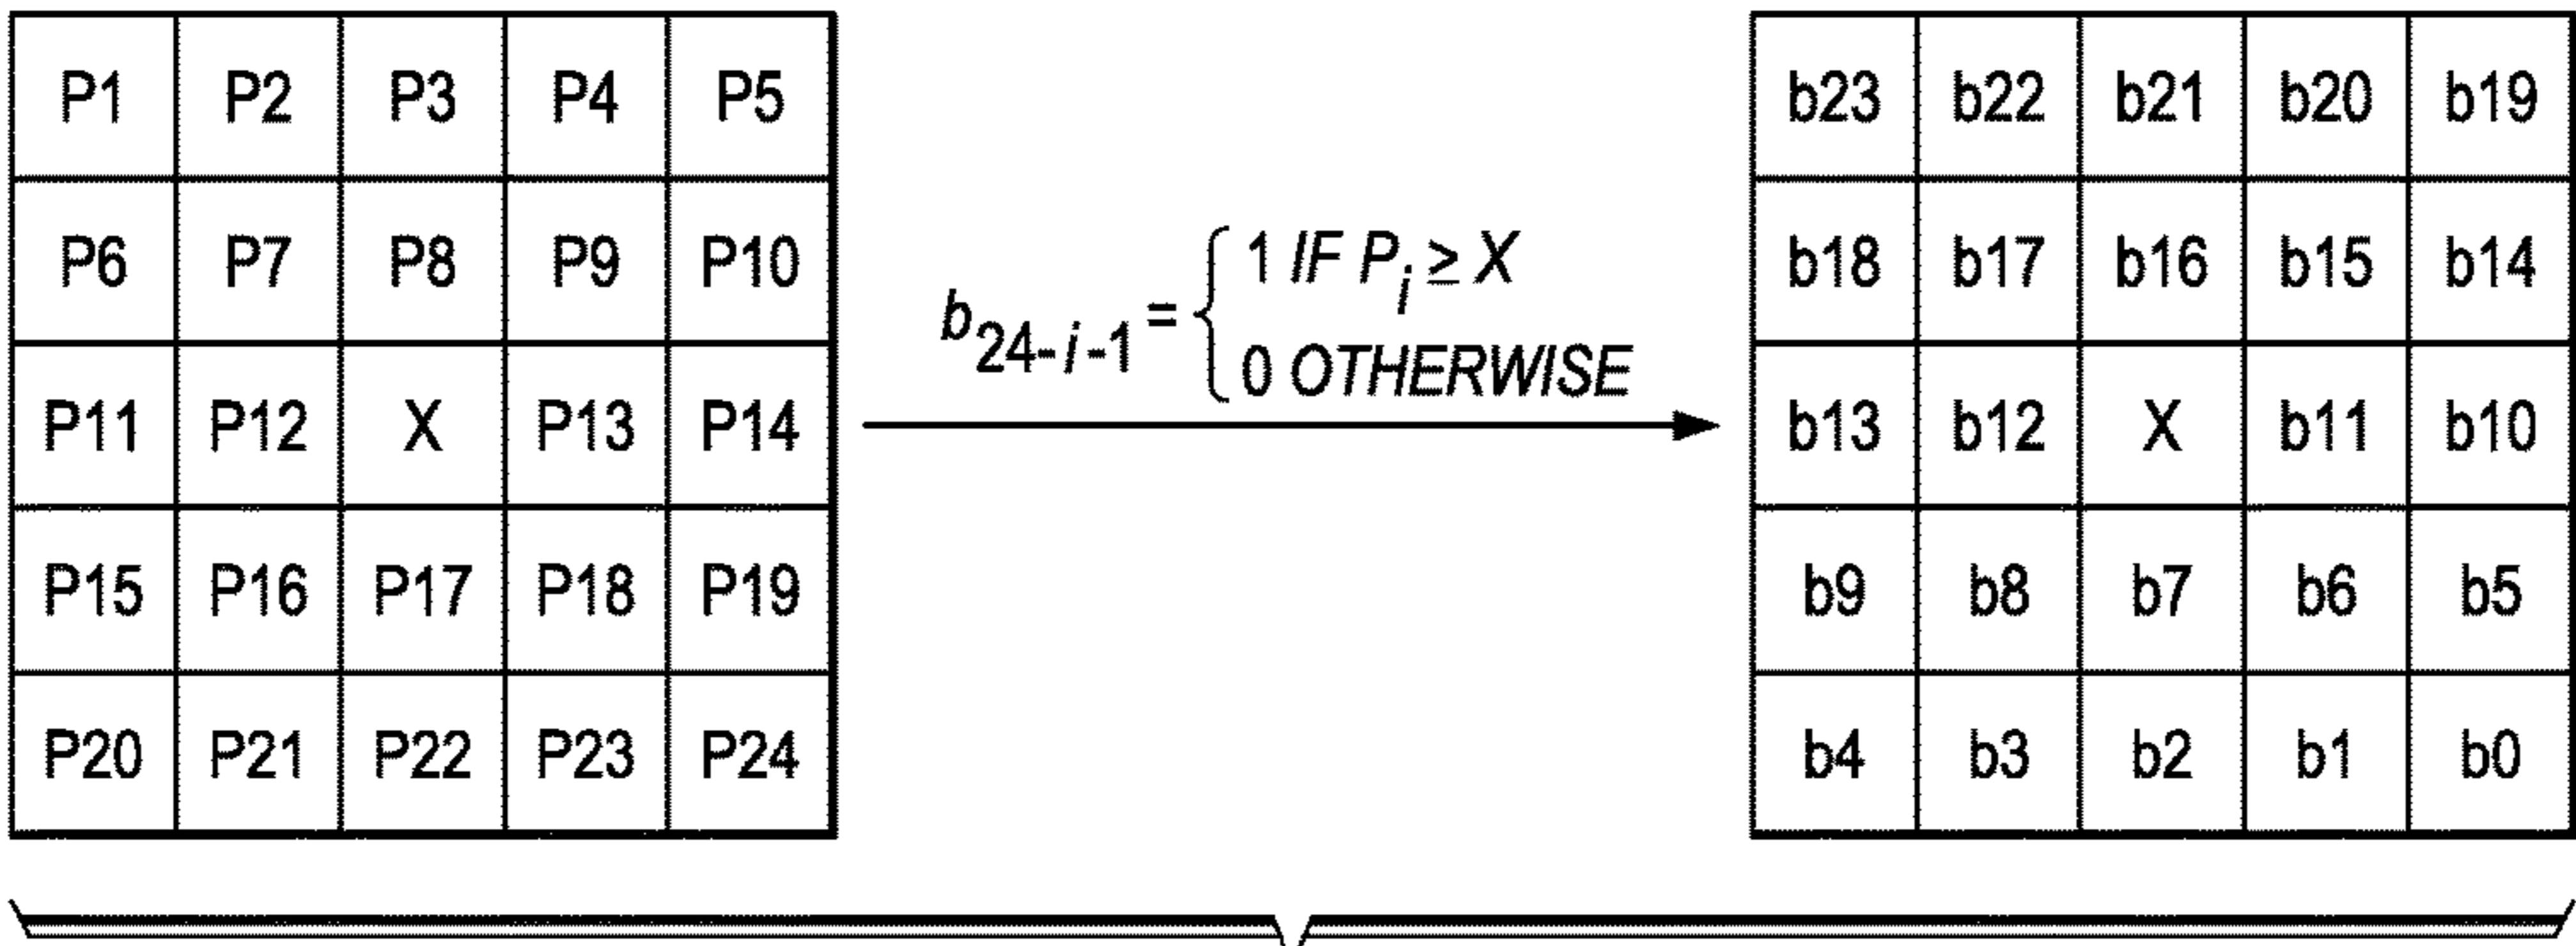 P1 P2 P3 P4 P5
P6 P7 P8 P9 P10
P11 P12 X P13 P14
P15 P16 P17 P18 P19
P20 P21 P22 P23 P24
b24-i-1 = { 1 IF Pi ≥ X
0 OTHERWISE
b23 b22 b21 b20 b19
b18 b17 b16 b15 b14
b13 b12 X b11 b10
b9 b8 b7 b6 b5
b4 b3 b2 b1 b0